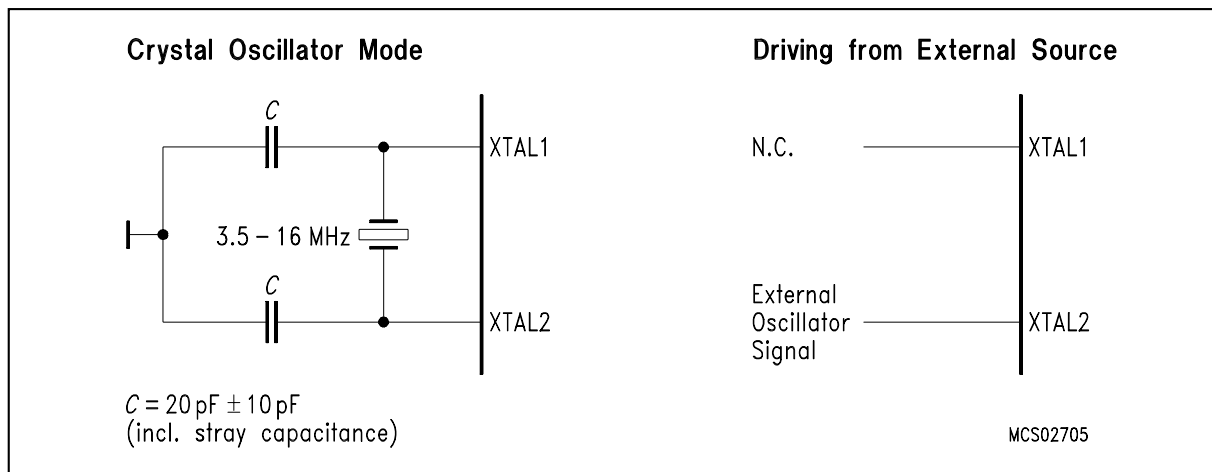 Crystal Oscillator Mode
C
XTAL1
3.5 – 16 MHz
C
XTAL2
C = 20 pF ± 10 pF
(incl. stray capacitance)
Driving from External Source
N.C.
XTAL1
External
Oscillator
Signal
XTAL2
MCS02705